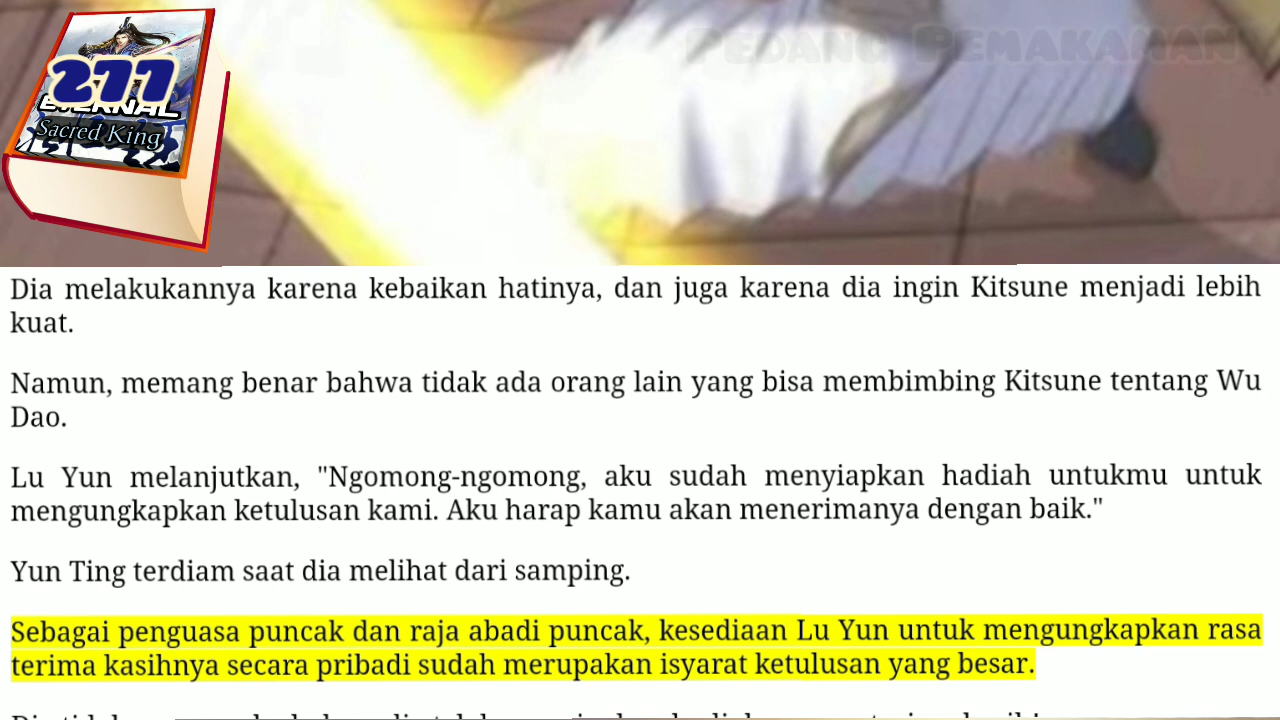 PEDANG PEMAKAMAN
277
ETERNAL
Sacred King
Dia melakukannya karena kebaikan hatinya, dan juga karena dia ingin Kitsune menjadi lebih
kuat.
Namun, memang benar bahwa tidak ada orang lain yang bisa membimbing Kitsune tentang Wu
Dao.
Lu Yun melanjutkan, "Ngomong-ngomong, aku sudah menyiapkan hadiah untukmu untuk
mengungkapkan ketulusan kami. Aku harap kamu akan menerimanya dengan baik."
Yun Ting terdiam saat dia melihat dari samping.
Sebagai penguasa puncak dan raja abadi puncak, kesediaan Lu Yun untuk mengungkapkan rasa
terima kasihnya secara pribadi sudah merupakan isyarat ketulusan yang besar.